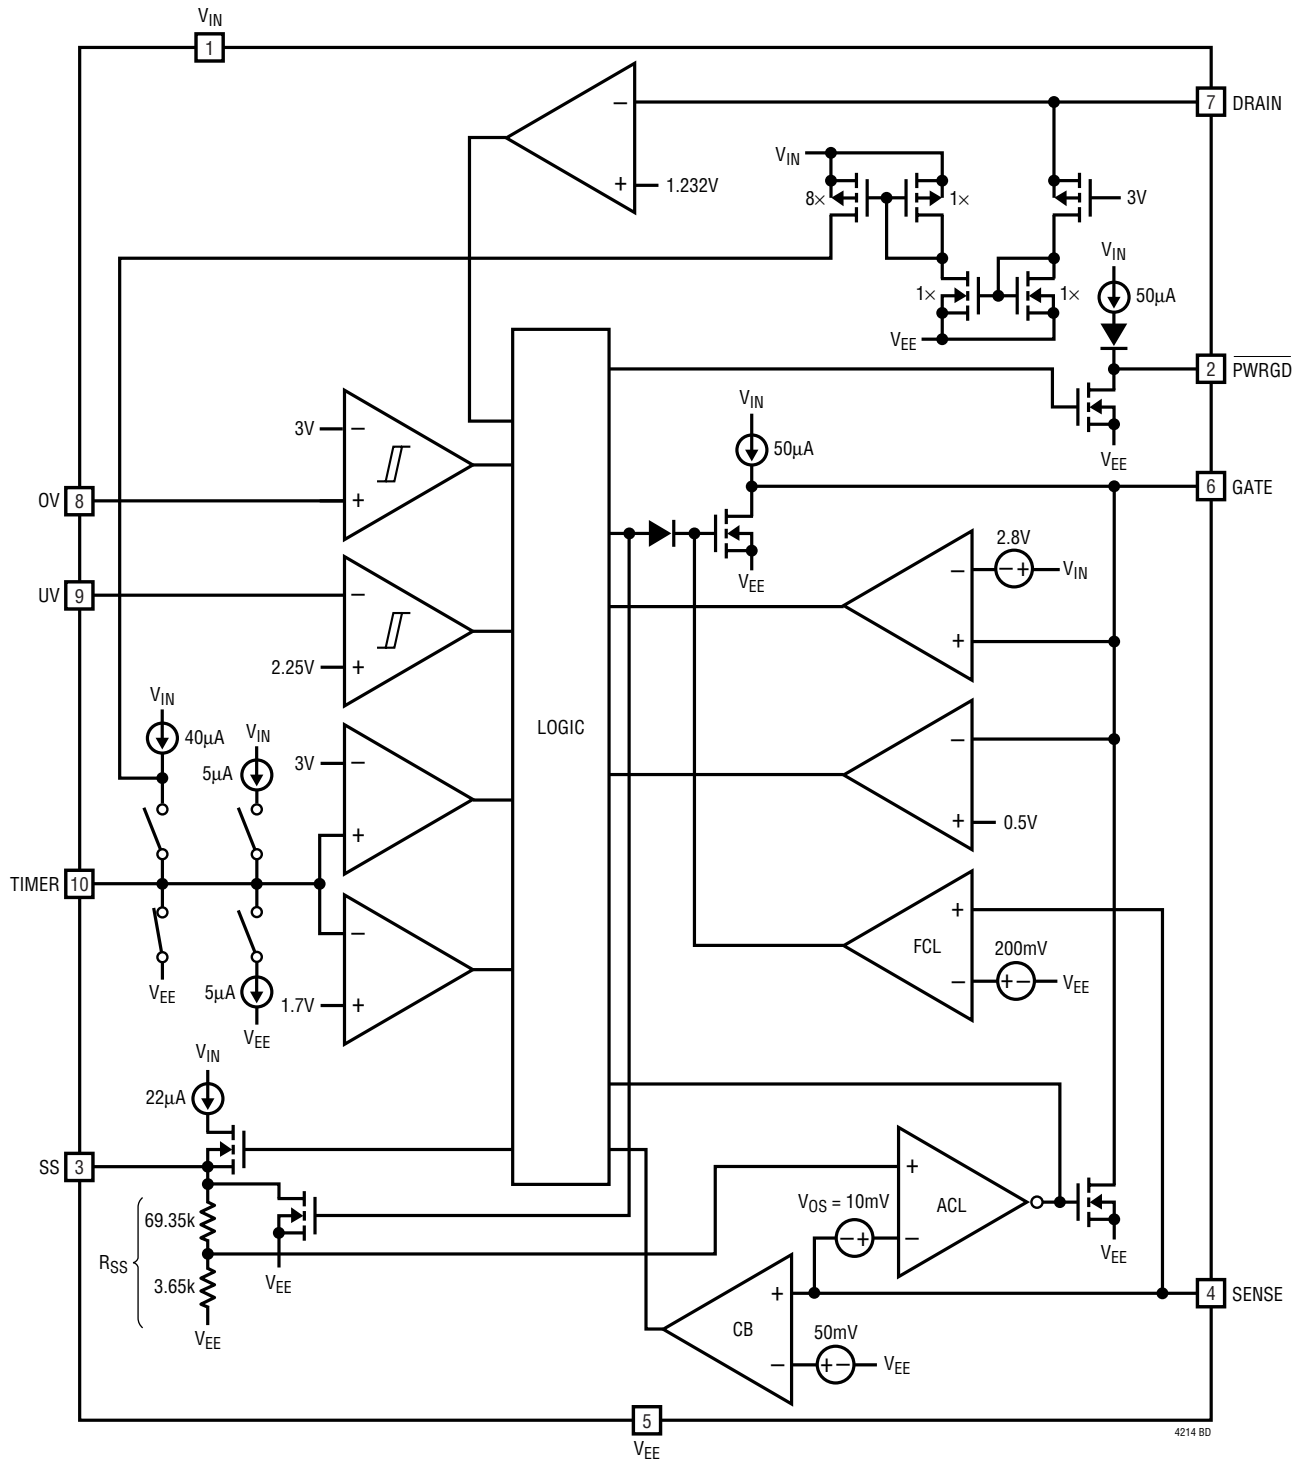 VIN
1
7 DRAIN
−
+
1.232V
VIN
8×
1×
3V
VIN
50µA
1×
1×
VEE
2 PWRGD
VEE
3V
−
+
OV 8
VIN
50µA
6 GATE
VEE
2.8V
− +
VIN
−
+
UV 9
−
2.25V
+
LOGIC
VIN
40µA
VIN
5µA
3V
−
+
−
+
0.5V
TIMER 10
VEE
5µA
VEE
−
1.7V
+
FCL
+
−
200mV
+ −
VEE
VIN
22µA
SS 3
69.35k
RSS
3.65k
VEE
VEE
VOS = 10mV
− +
+
−
ACL
VEE
4 SENSE
CB
+
−
50mV
+ −
VEE
5
VEE
4214 BD